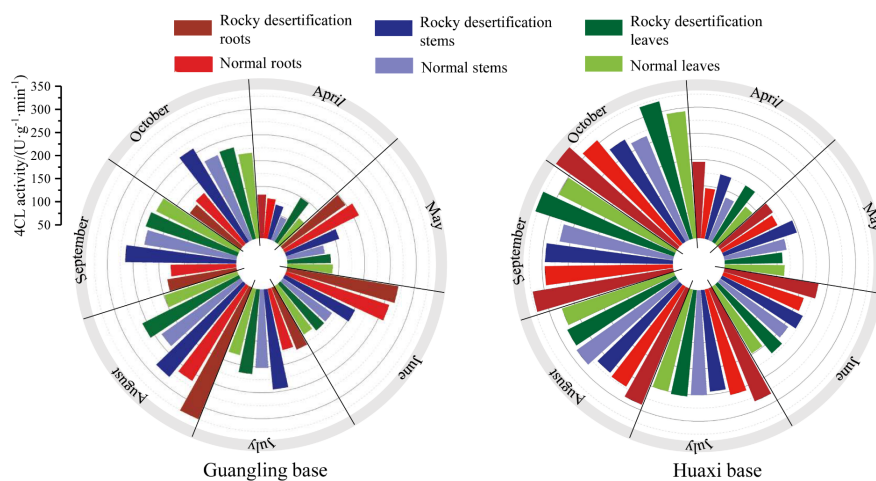 Rocky desertification
roots
Rocky desertification
stems
Rocky desertification
leaves
Normal roots
Normal stems
Normal leaves
4CL activity/(U·g⁻¹·min⁻¹)
350
300
250
200
150
100
50
April
May
June
July
August
September
October
Guangling base
April
May
June
July
August
September
October
Huaxi base